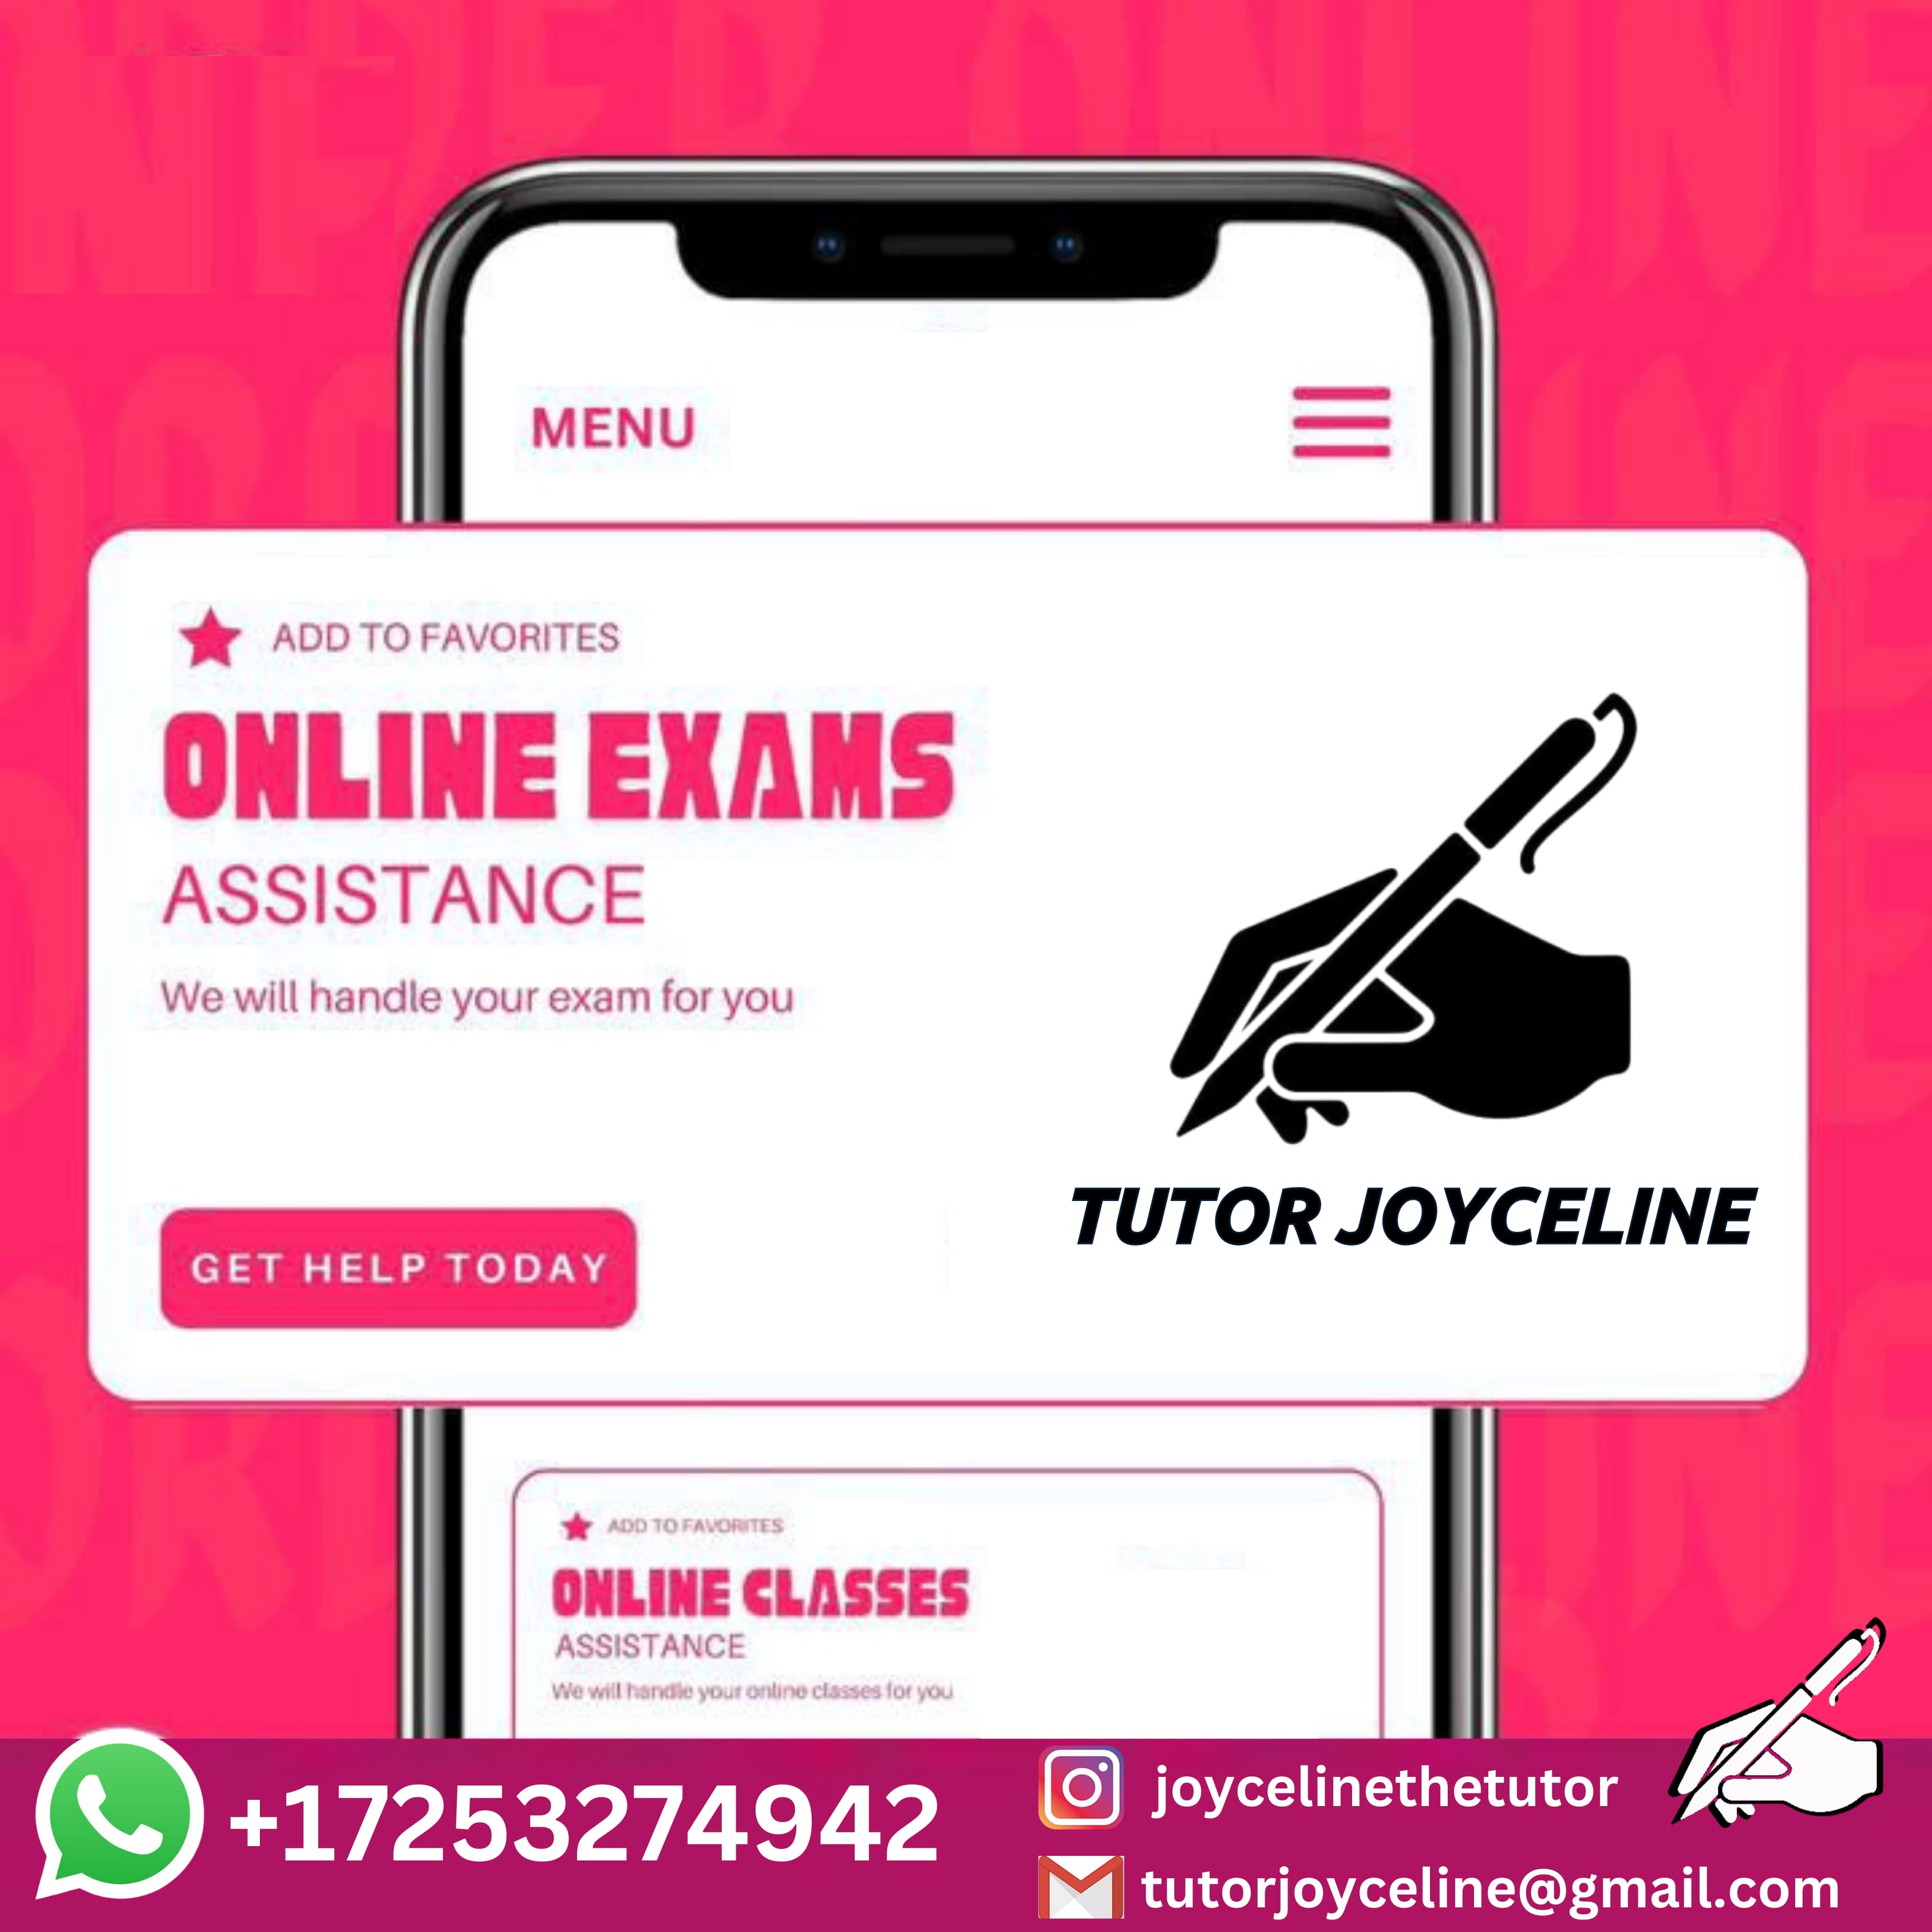 MENU
ADD TO FAVORITES
ONLINE EXAMS
ASSISTANCE
We will handle your exam for you
GET HELP TODAY
TUTOR JOYCELINE
ADD TO FAVORITES
ONLINE CLASSES
ASSISTANCE
We will handle your online classes for you
+17253274942
joycelinethetutor
tutorjoyceline@gmail.com